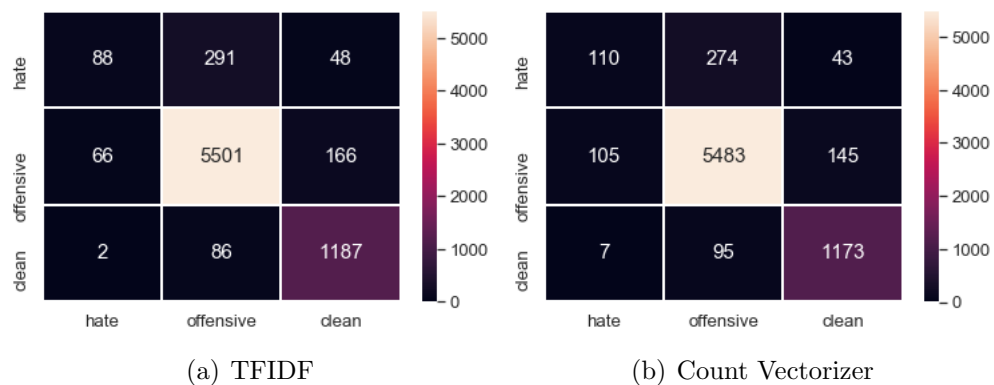 hate 88 291 48
offensive 66 5501 166
clean 2 86 1187
hate offensive clean
5000
4000
3000
2000
1000
0
(a) TFIDF
hate 110 274 43
offensive 105 5483 145
clean 7 95 1173
hate offensive clean
5000
4000
3000
2000
1000
0
(b) Count Vectorizer